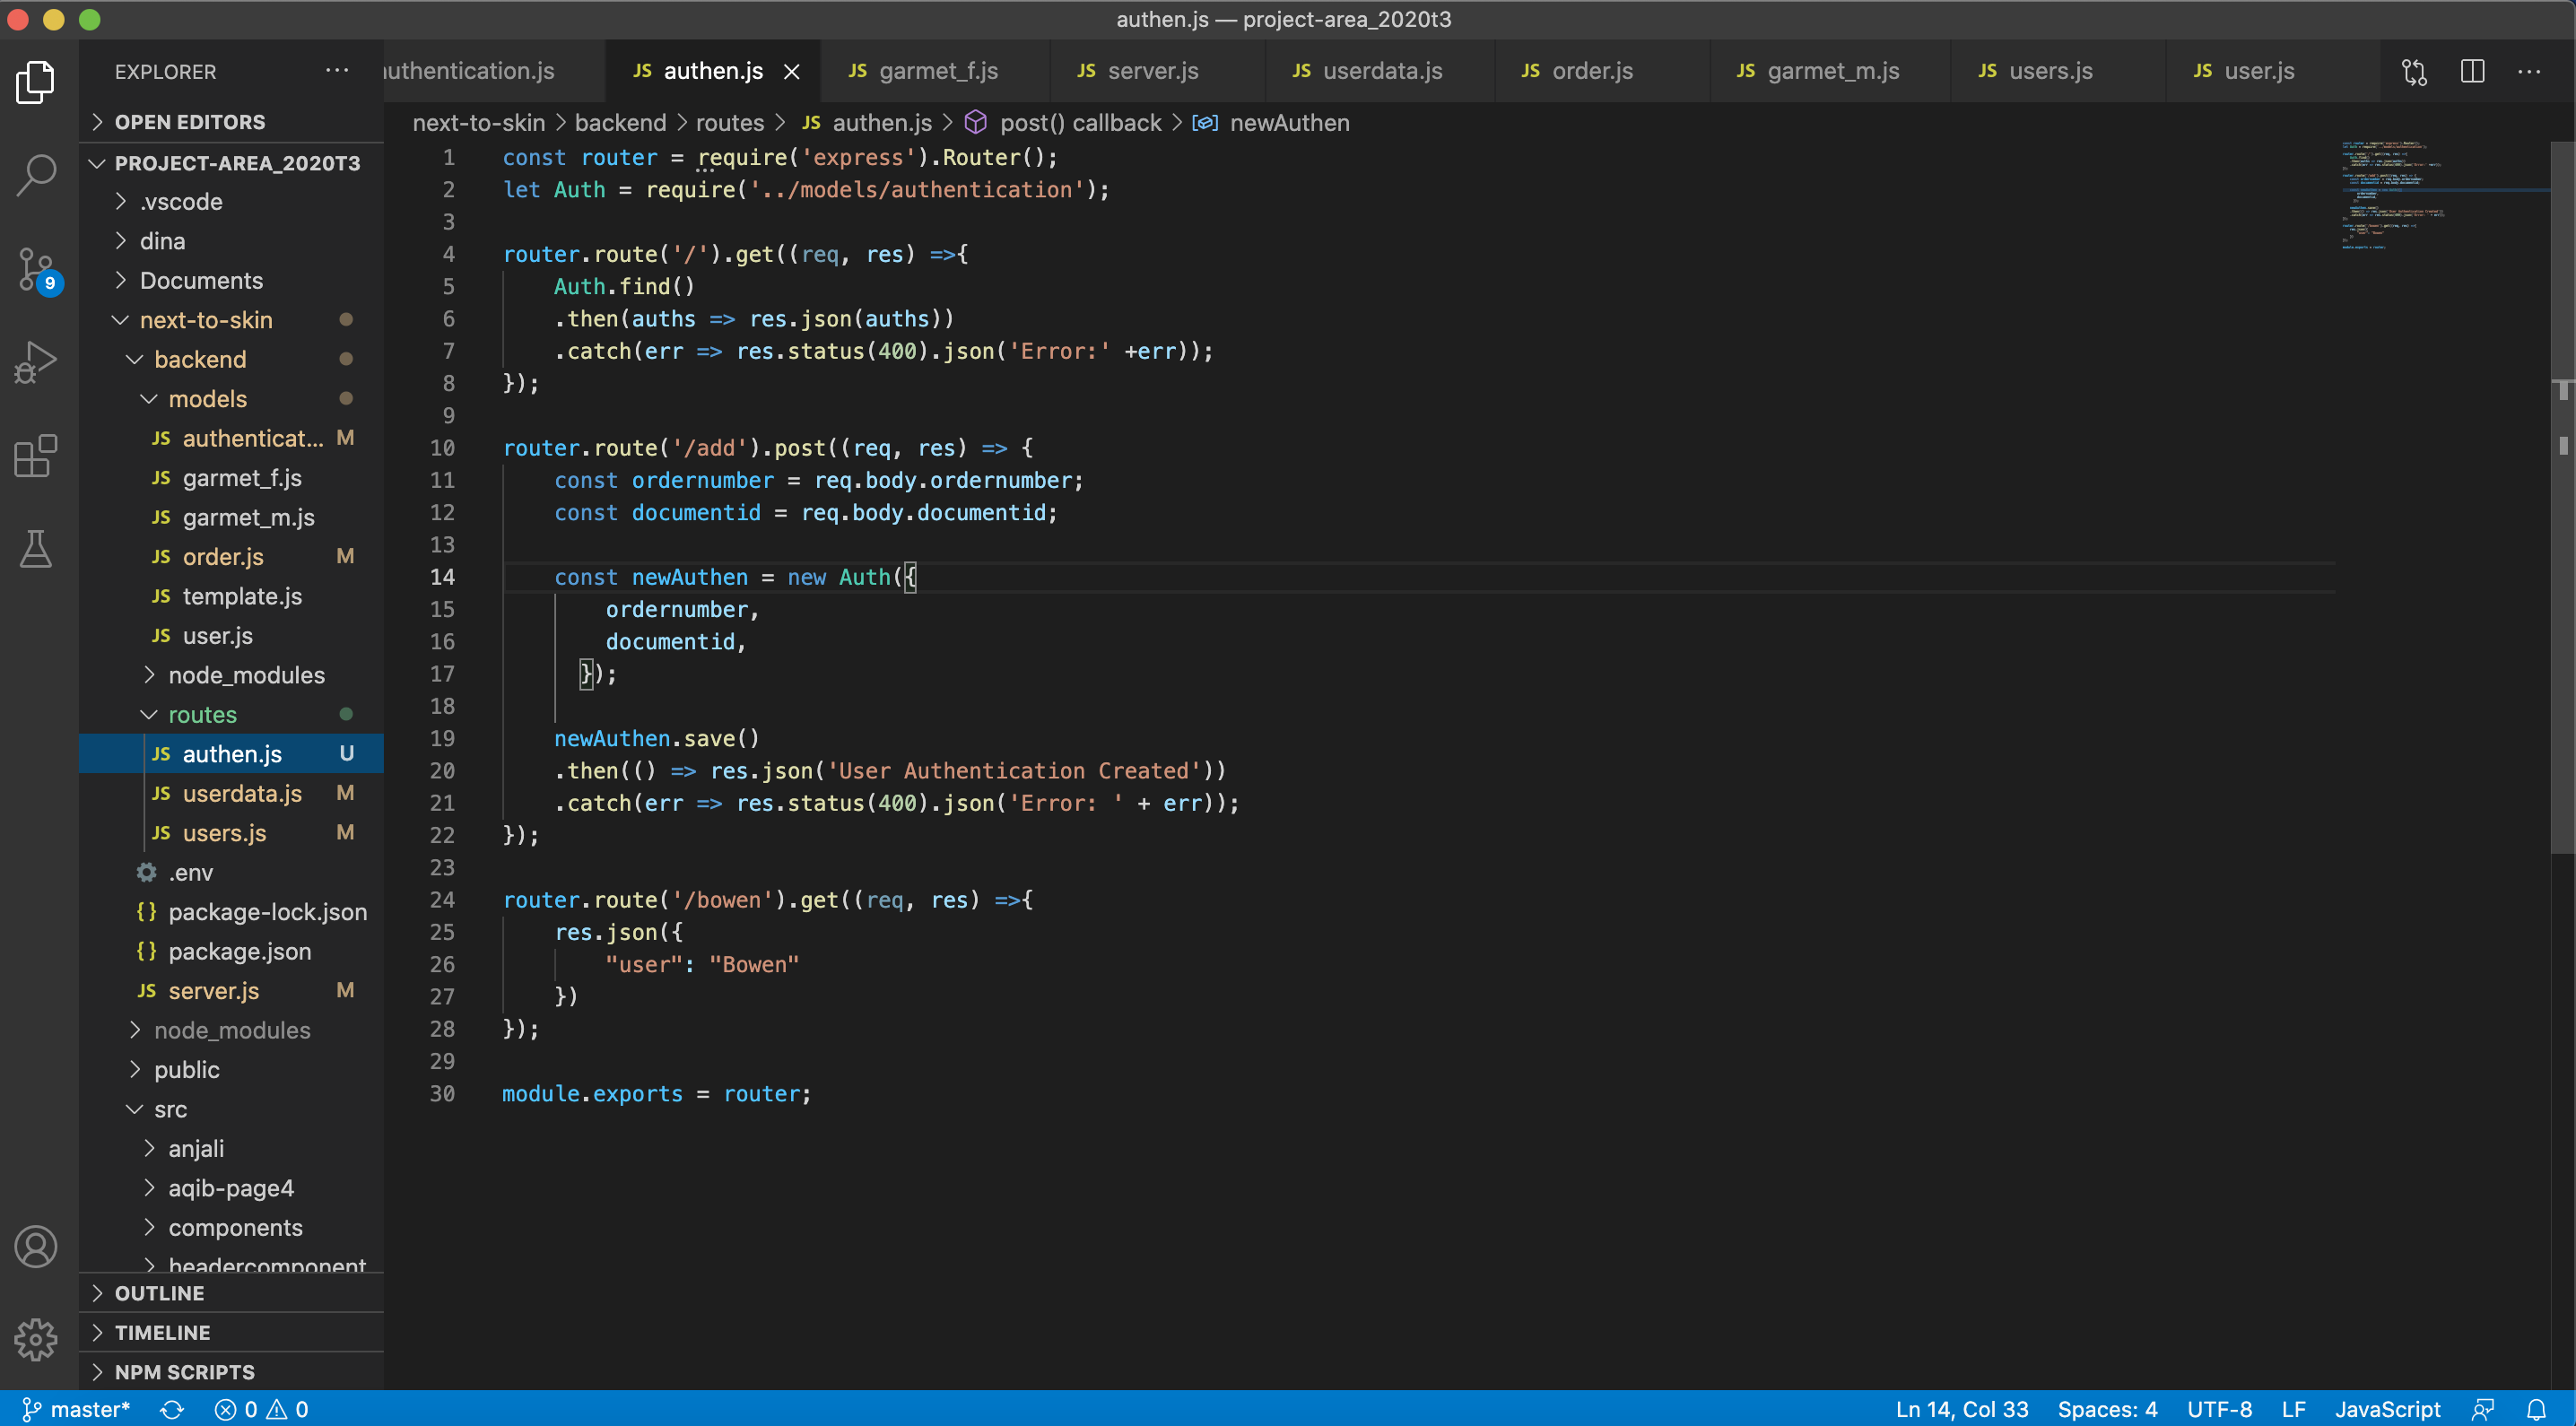 authen.js — project-area_2020t3
EXPLORER
uthentication.js
JS authen.js
JS garmet_f.js
JS server.js
JS userdata.js
JS order.js
JS garmet_m.js
JS users.js
JS user.js
OPEN EDITORS
PROJECT-AREA_2020T3
.vscode
dina
Documents
next-to-skin
backend
models
JS authenticat... M
JS garmet_f.js
JS garmet_m.js
JS order.js M
JS template.js
JS user.js
node_modules
routes
JS authen.js U
JS userdata.js M
JS users.js M
.env
{} package-lock.json
{} package.json
JS server.js M
node_modules
public
src
anjali
aqib-page4
components
headercomponent
OUTLINE
TIMELINE
NPM SCRIPTS
9
next-to-skin > backend > routes > JS authen.js > post() callback > newAuthen
1 const router = require('express').Router();
2 let Auth = require('../models/authentication');
3
4 router.route('/').get((req, res) =>{
5     Auth.find()
6     .then(auths => res.json(auths))
7     .catch(err => res.status(400).json('Error:' +err));
8 });
9
10 router.route('/add').post((req, res) => {
11     const ordernumber = req.body.ordernumber;
12     const documentid = req.body.documentid;
13
14     const newAuthen = new Auth({
15         ordernumber,
16         documentid,
17       });
18
19     newAuthen.save()
20     .then(() => res.json('User Authentication Created'))
21     .catch(err => res.status(400).json('Error: ' + err));
22 });
23
24 router.route('/bowen').get((req, res) =>{
25     res.json({
26         "user": "Bowen"
27     })
28 });
29
30 module.exports = router;
master* 0 0
Ln 14, Col 33 Spaces: 4 UTF-8 LF JavaScript